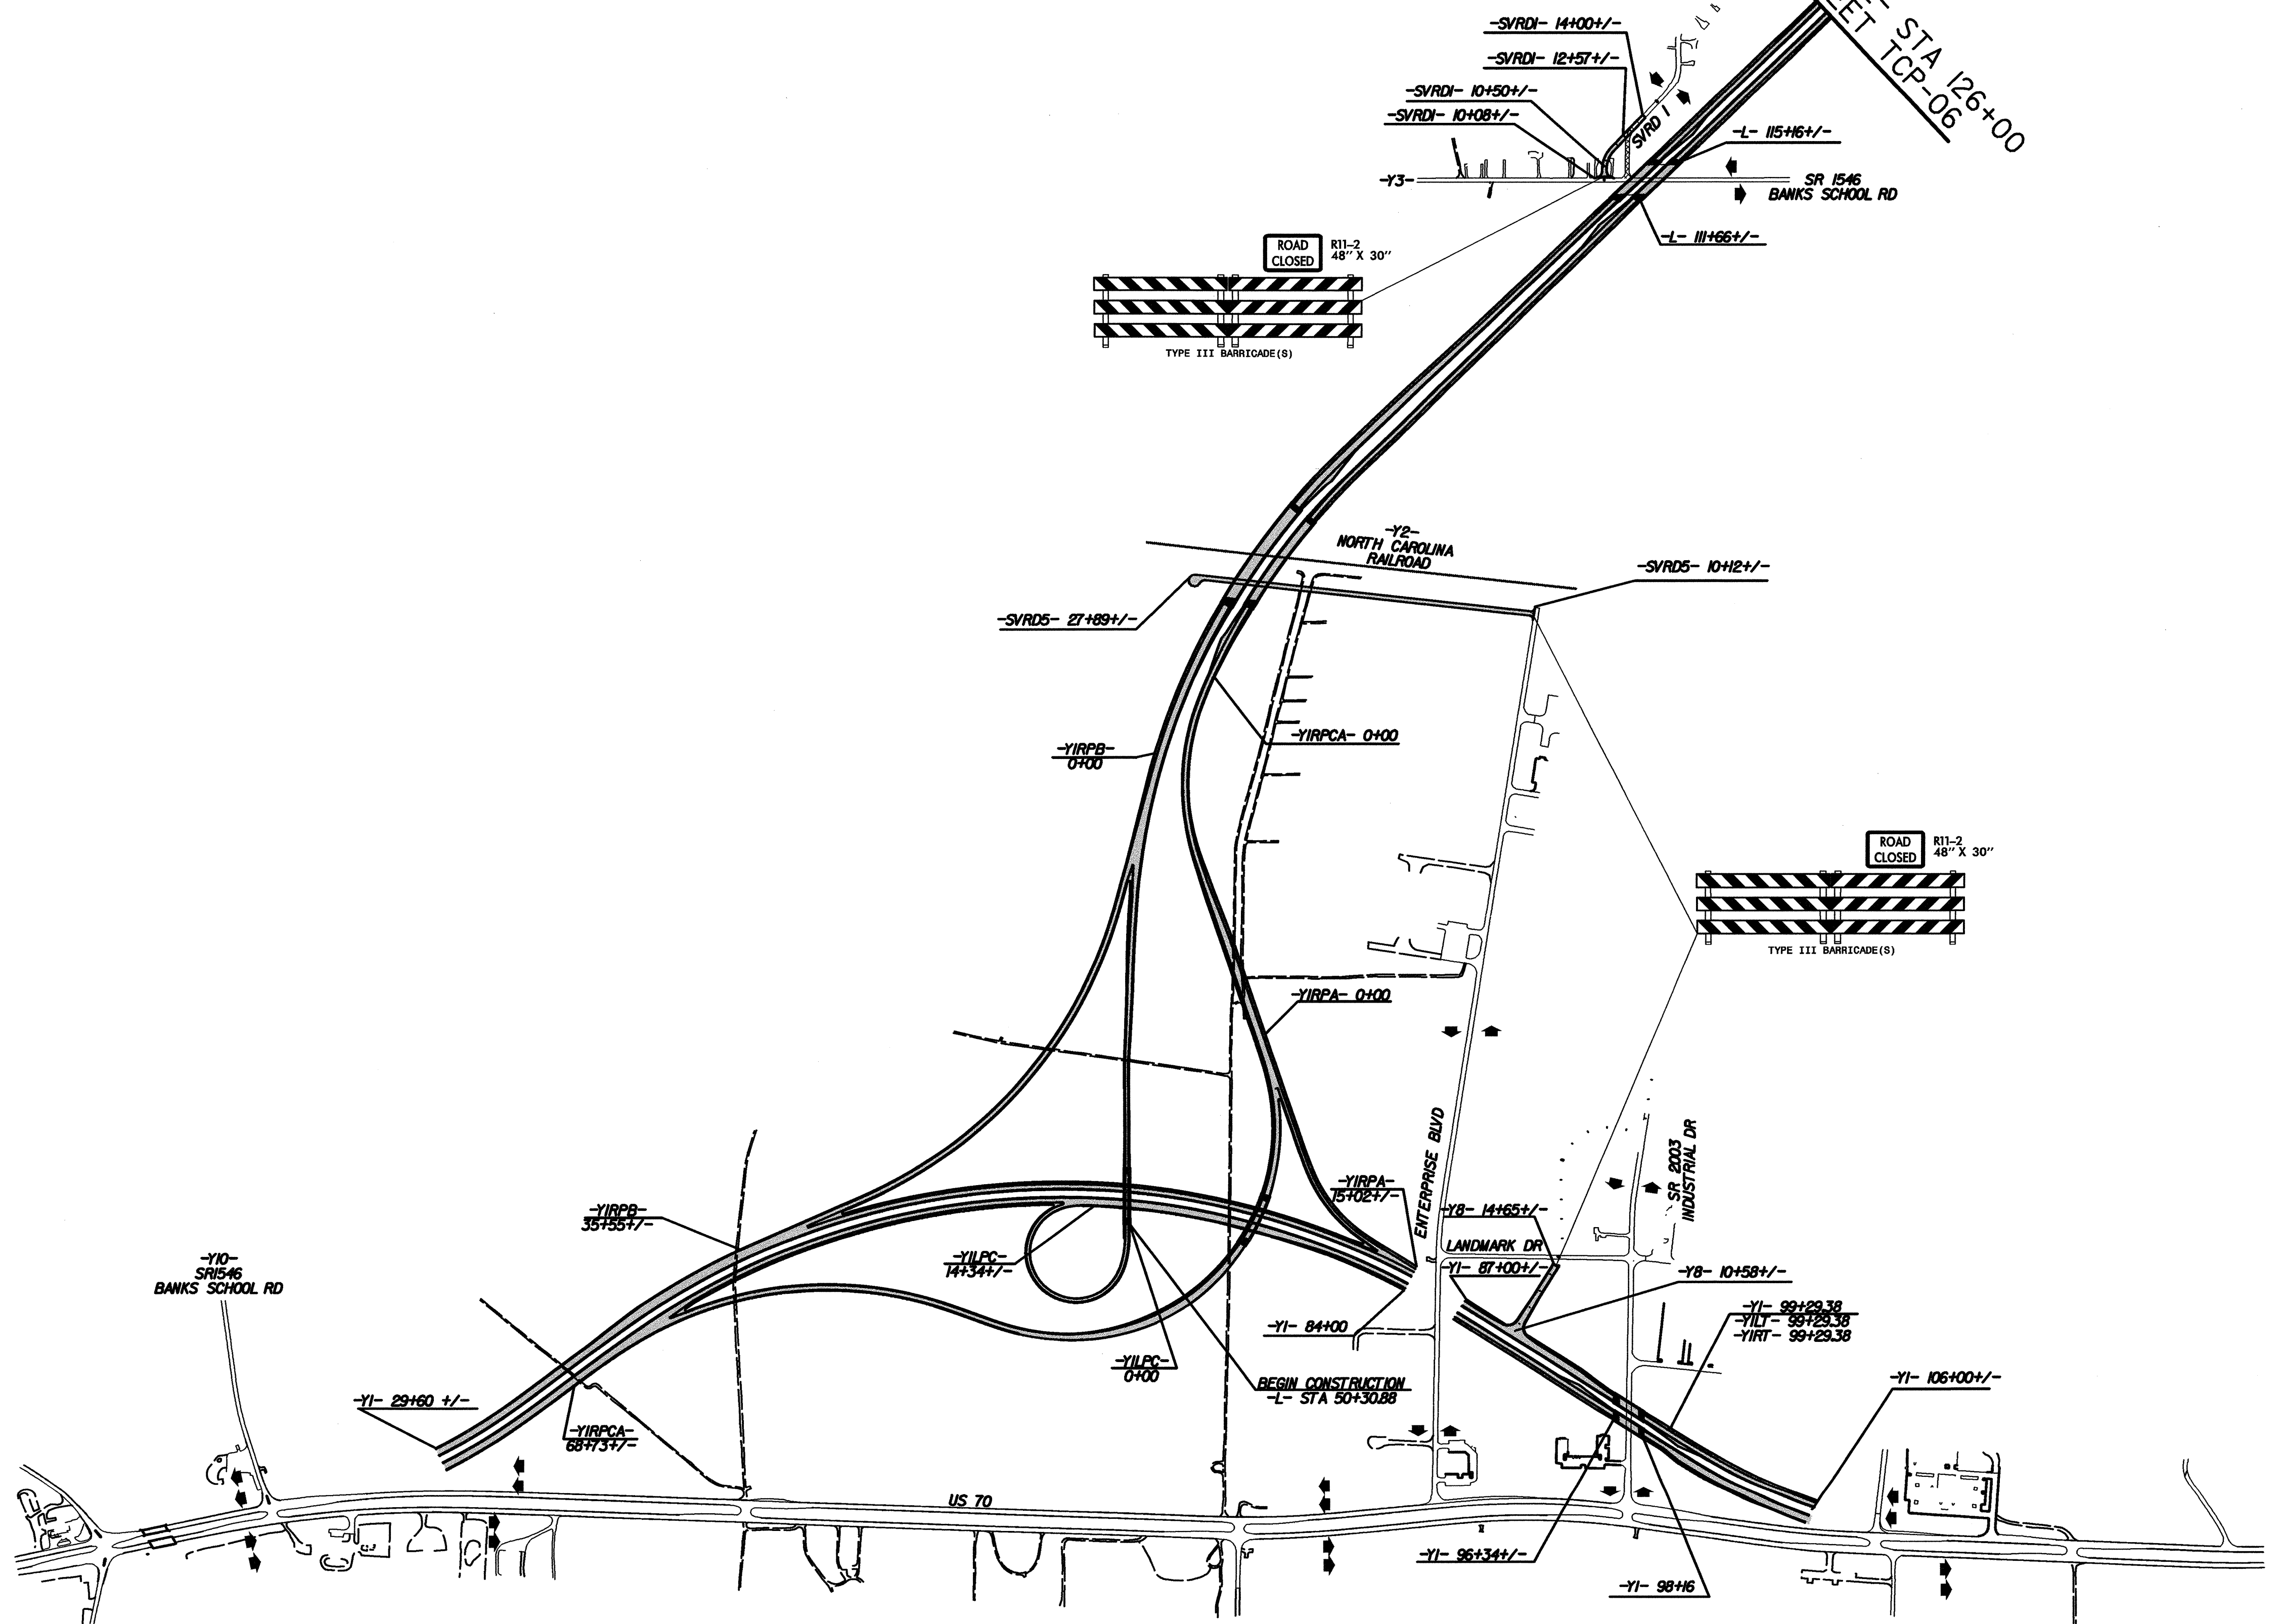 -SVRD1- 14+00+/-
-SVRD1- 12+57+/-
-SVRD1- 10+50+/-
-SVRD1- 10+08+/-
SVRD 1
STA 126+00
TCP-06
-L- 115+16+/-
-Y3-
SR 1546
BANKS SCHOOL RD
-L- 111+66+/-
ROAD
CLOSED
R11-2
48" X 30"
TYPE III BARRICADE(S)
-Y2-
NORTH CAROLINA
RAILROAD
-SVRD5- 10+12+/-
-SVRD5- 27+89+/-
-Y1RPCA- 0+00
-Y1RPB-
0+00
ROAD
CLOSED
R11-2
48" X 30"
TYPE III BARRICADE(S)
-Y1RPA- 0+00
ENTERPRISE BLVD
SR 2003
INDUSTRIAL DR
-Y1RPA-
15+02+/-
-Y1RPB-
35+55+/-
-Y8- 14+65+/-
LANDMARK DR
-Y1- 87+00+/-
-Y8- 10+58+/-
-Y1LPC-
14+34+/-
-Y10-
SR1546
BANKS SCHOOL RD
-Y1- 99+29.38
-Y1LT- 99+29.38
-Y1RT- 99+29.38
-Y1- 84+00
-Y1LPC-
0+00
BEGIN CONSTRUCTION
-L- STA 50+30.88
-Y1- 106+00+/-
-Y1- 29+60 +/-
-Y1RPCA-
68+73+/-
US 70
-Y1- 96+34+/-
-Y1- 98+16